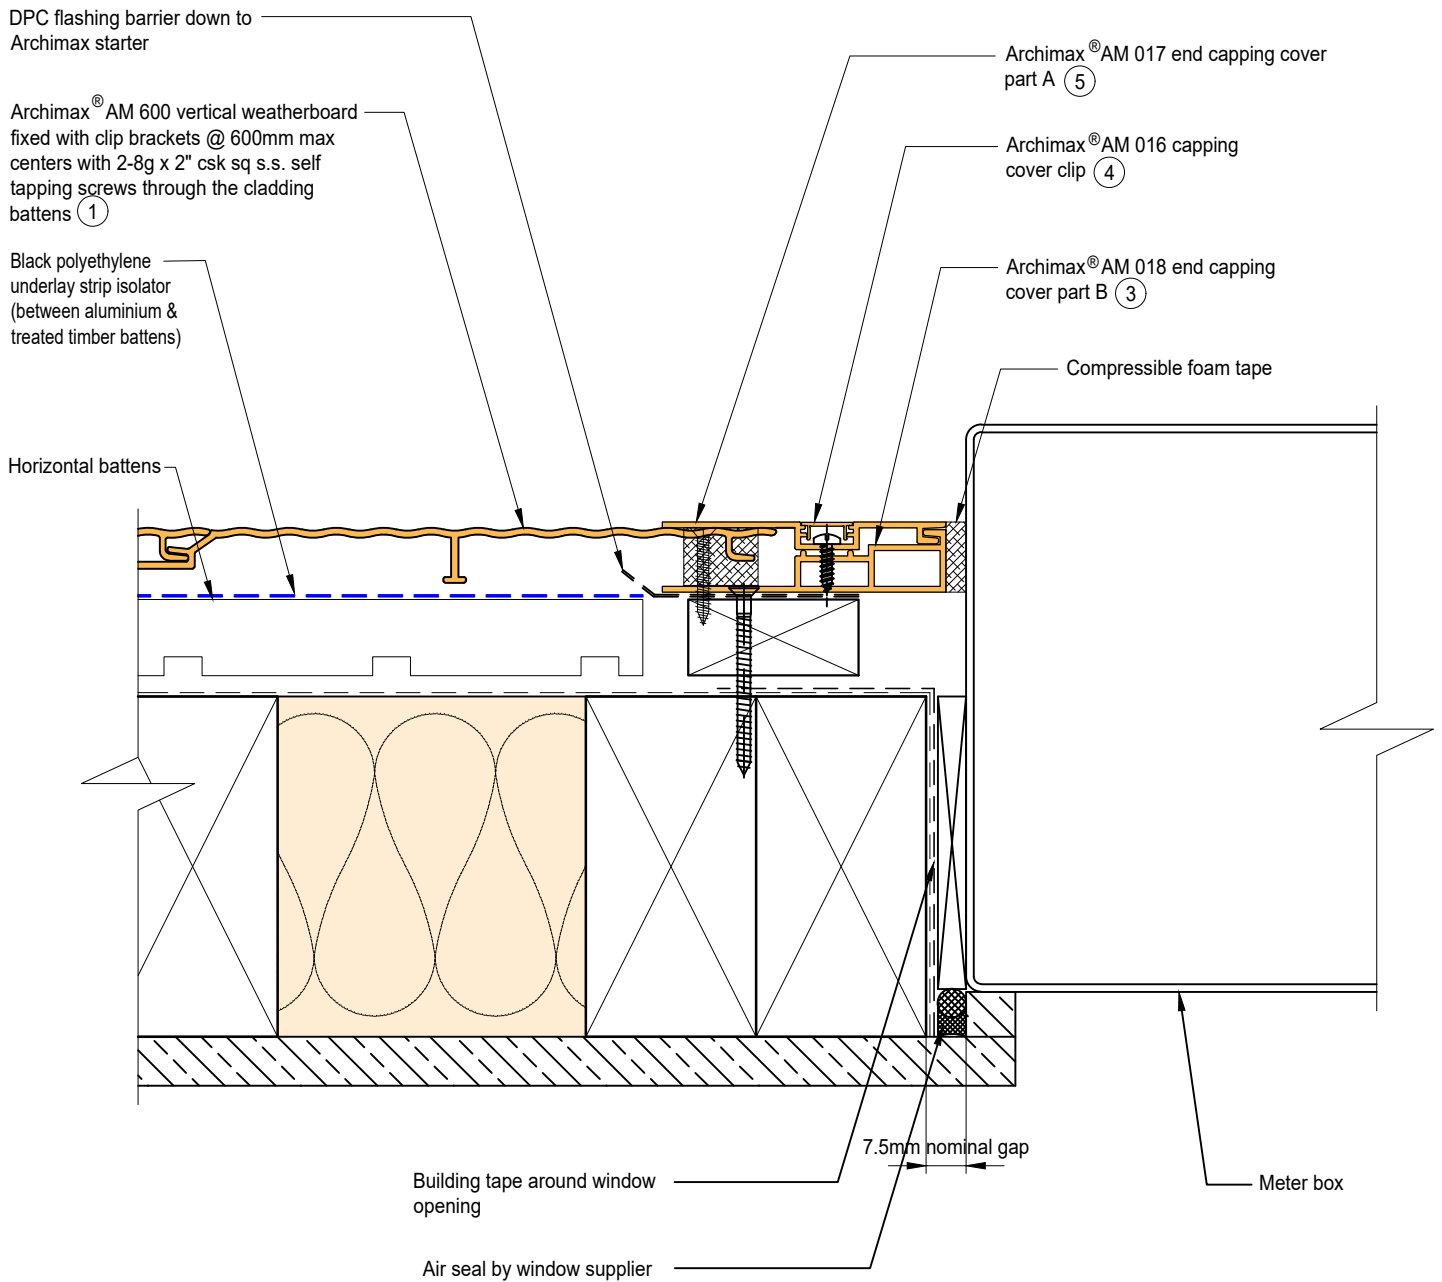 DPC flashing barrier down to
Archimax starter
Archimax® AM 600 vertical weatherboard
fixed with clip brackets @ 600mm max
centers with 2-8g x 2" csk sq s.s. self
tapping screws through the cladding
battens 1
Black polyethylene
underlay strip isolator
(between aluminium &
treated timber battens)
Horizontal battens
Archimax® AM 017 end capping cover
part A 5
Archimax® AM 016 capping
cover clip 4
Archimax® AM 018 end capping
cover part B 3
Compressible foam tape
7.5mm nominal gap
Building tape around window
opening
Meter box
Air seal by window supplier